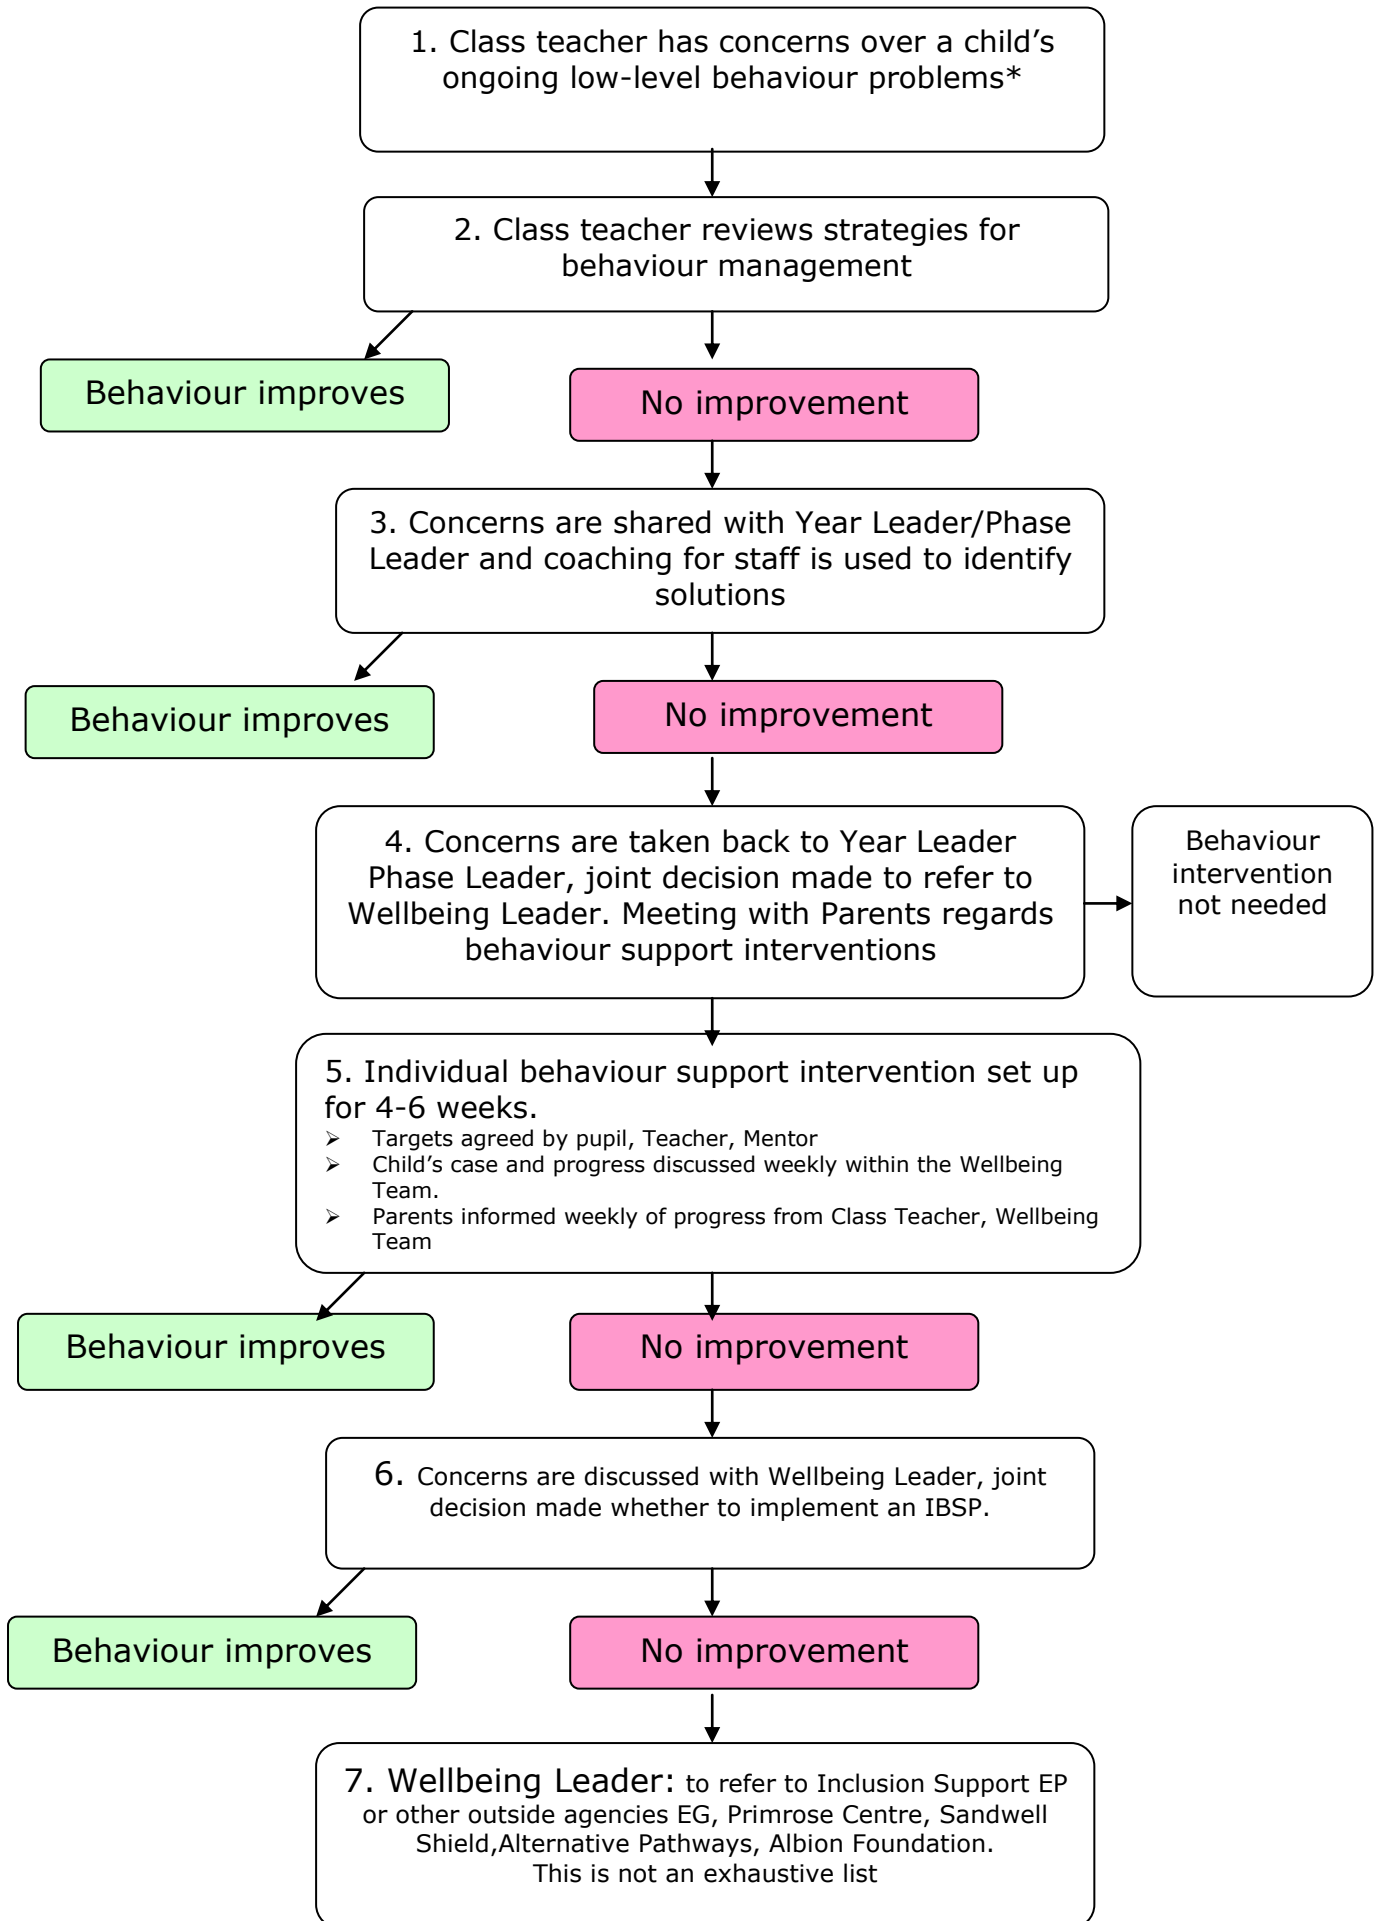 1. Class teacher has concerns over a child’s
ongoing low-level behaviour problems*
2. Class teacher reviews strategies for
behaviour management
Behaviour improves
No improvement
3. Concerns are shared with Year Leader/Phase
Leader and coaching for staff is used to identify
solutions
Behaviour improves
No improvement
4. Concerns are taken back to Year Leader
Phase Leader, joint decision made to refer to
Wellbeing Leader. Meeting with Parents regards
behaviour support interventions
Behaviour
intervention
not needed
5. Individual behaviour support intervention set up
for 4-6 weeks.
➢ Targets agreed by pupil, Teacher, Mentor
➢ Child’s case and progress discussed weekly within the Wellbeing
Team.
➢ Parents informed weekly of progress from Class Teacher, Wellbeing
Team
Behaviour improves
No improvement
6. Concerns are discussed with Wellbeing Leader, joint
decision made whether to implement an IBSP.
Behaviour improves
No improvement
7. Wellbeing Leader: to refer to Inclusion Support EP
or other outside agencies EG, Primrose Centre, Sandwell
Shield,Alternative Pathways, Albion Foundation.
This is not an exhaustive list